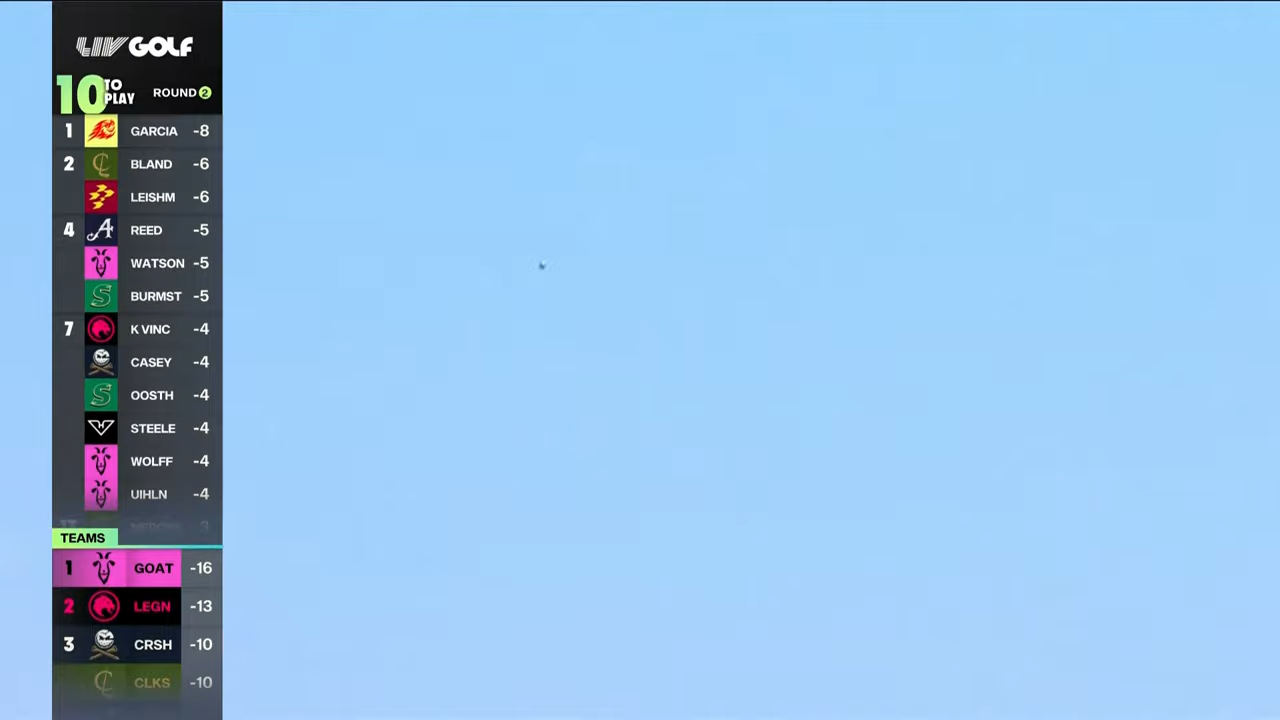 LIV GOLF
10 TO PLAY ROUND 2
1 GARCIA -8
2 BLAND -6
LEISHM -6
4 REED -5
WATSON -5
BURMST -5
7 K VINC -4
CASEY -4
OOSTH -4
STEELE -4
WOLFF -4
UIHLN -4
TEAMS
1 GOAT -16
2 LEGN -13
3 CRSH -10
CLKS -10